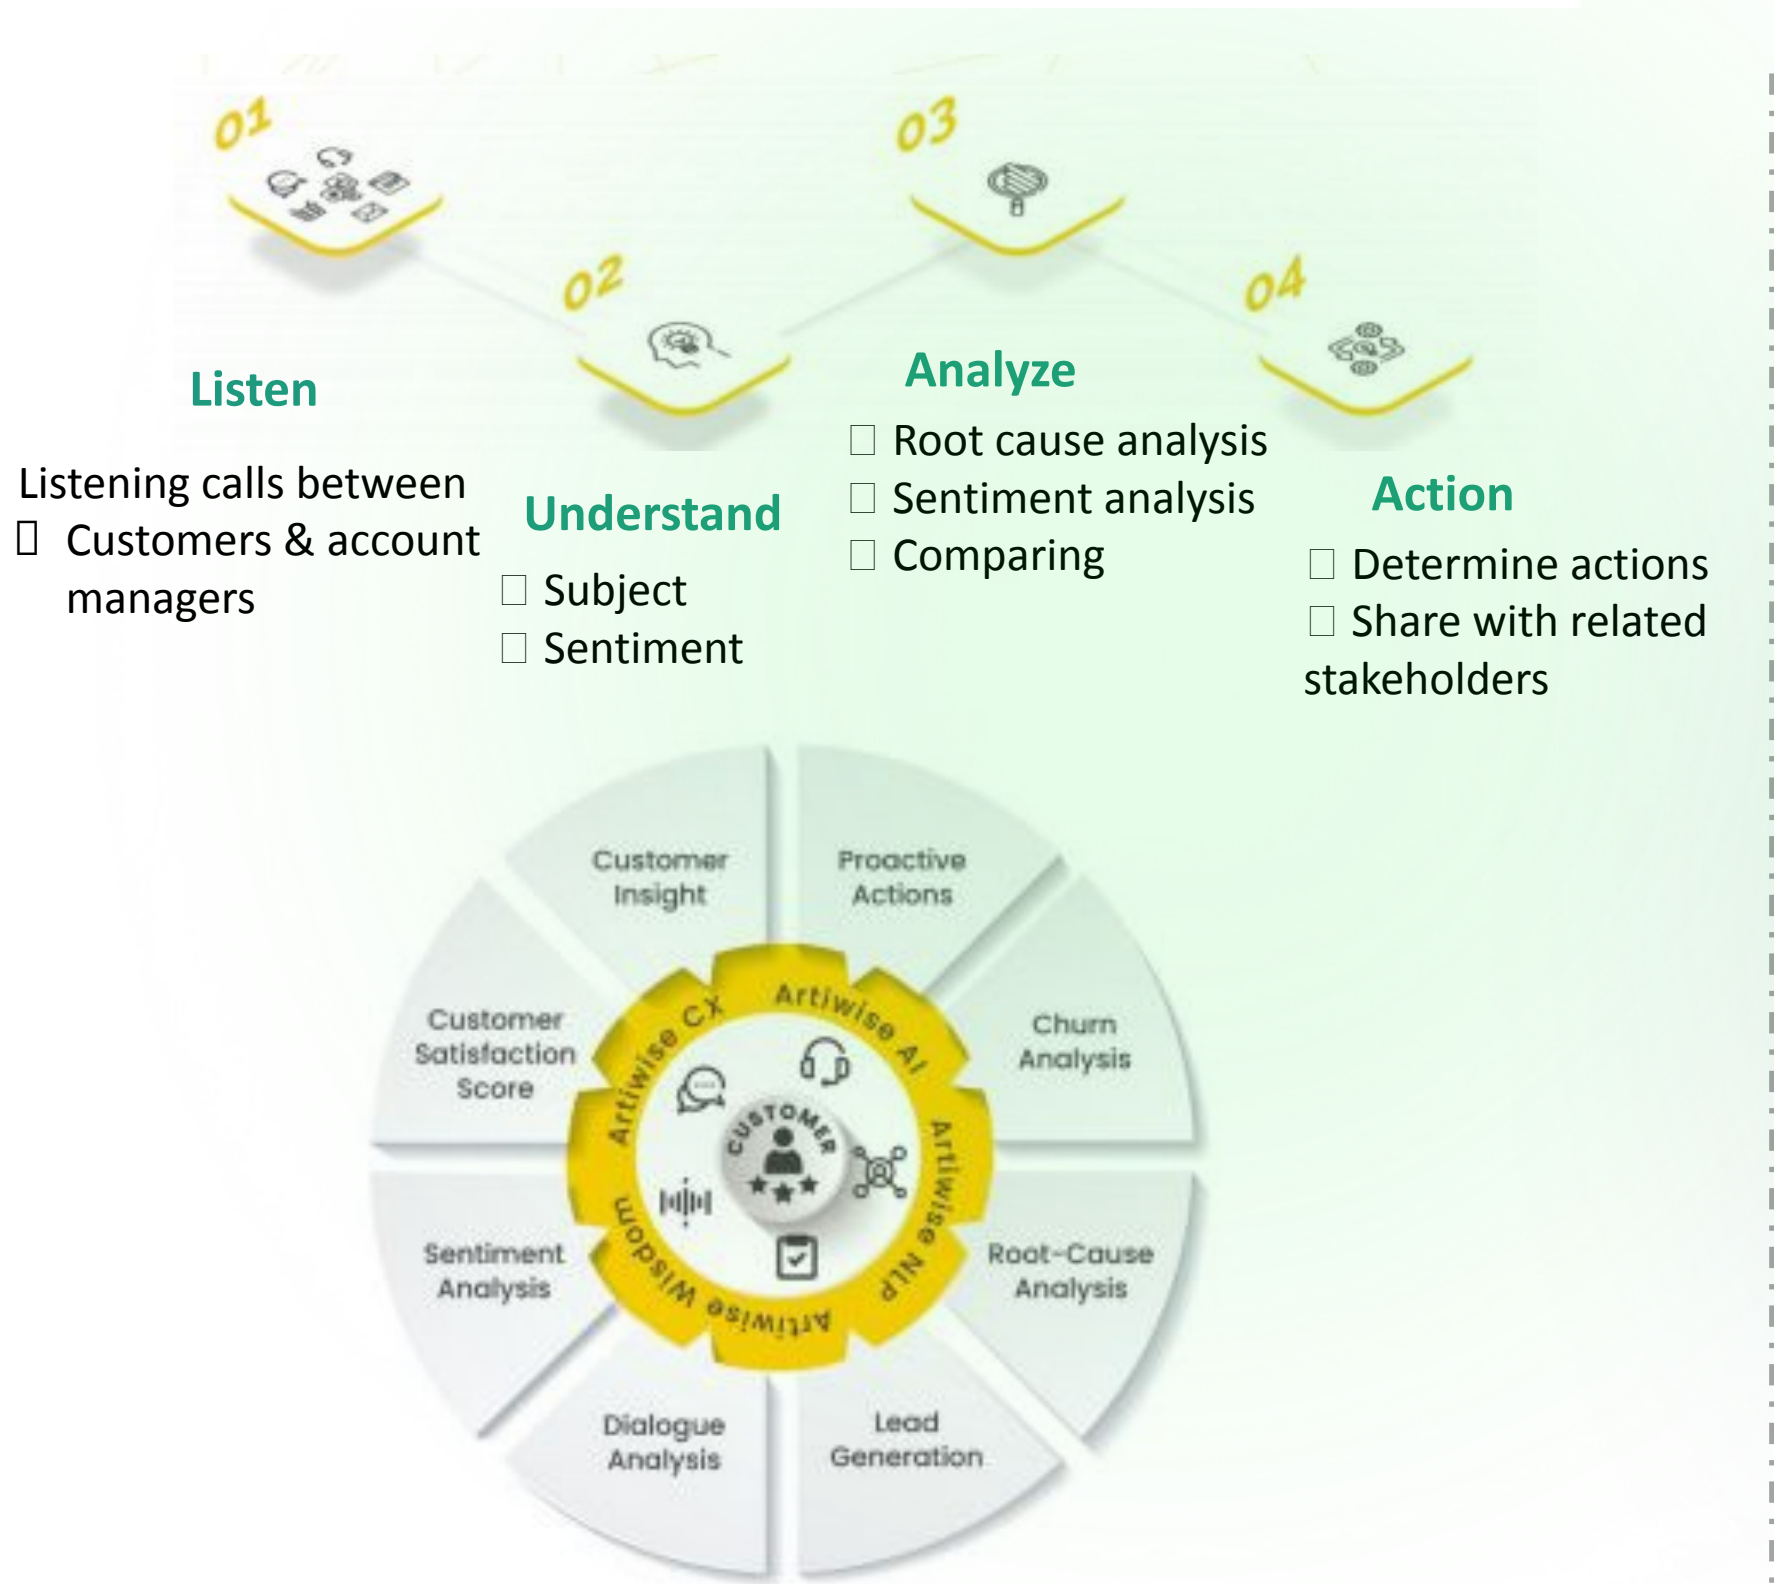 01
Listen
Listening calls between
Customers & account
managers
02
Understand
Subject
Sentiment
03
Analyze
Root cause analysis
Sentiment analysis
Comparing
04
Action
Determine actions
Share with related
stakeholders
Customer
Insight
Proactive
Actions
Churn
Analysis
Root-Cause
Analysis
Lead
Generation
Dialogue
Analysis
Sentiment
Analysis
Customer
Satisfaction
Score
Artiwise CX
Artiwise AI
Artiwise NLP
Artiwise Wisdom
CUSTOMER